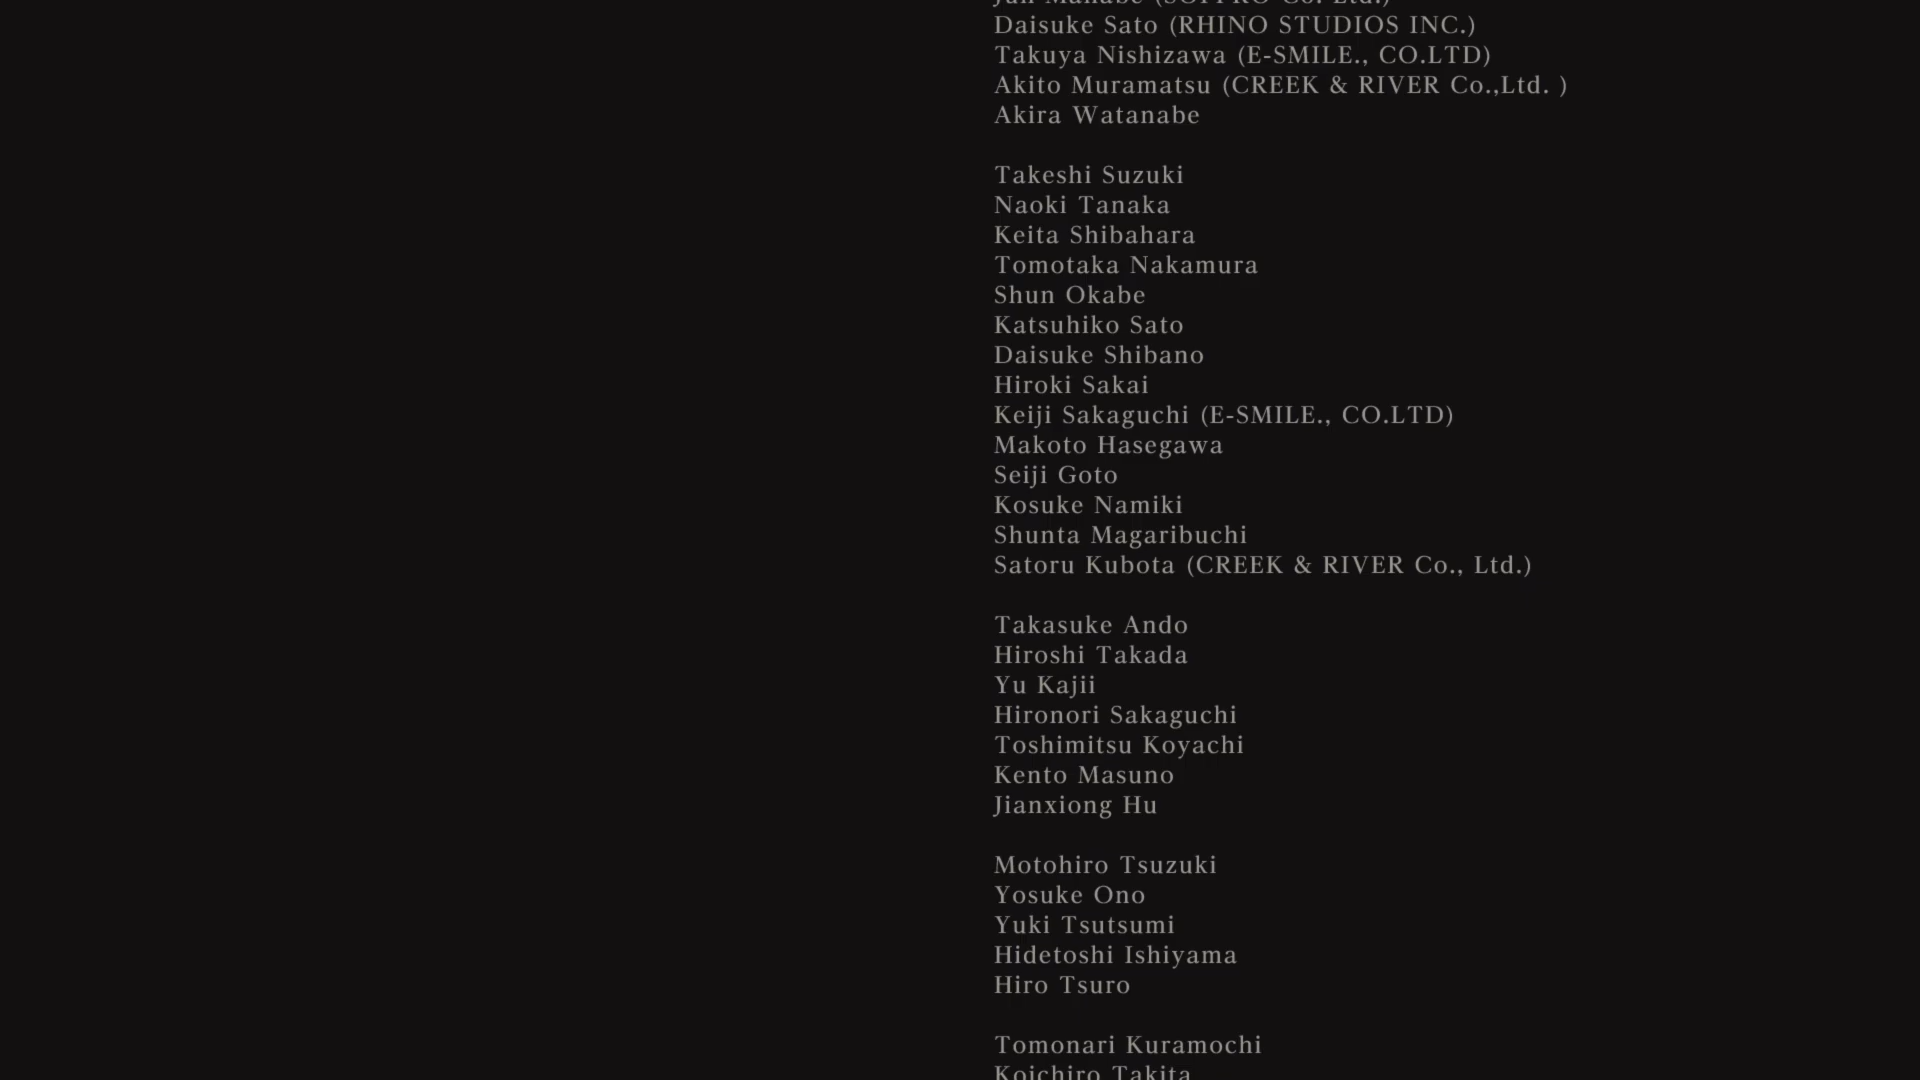 Daisuke Sato (RHINO STUDIOS INC.)
Takuya Nishizawa (E-SMILE., CO.LTD)
Akito Muramatsu (CREEK & RIVER Co.,Ltd. )
Akira Watanabe
Takeshi Suzuki
Naoki Tanaka
Keita Shibahara
Tomotaka Nakamura
Shun Okabe
Katsuhiko Sato
Daisuke Shibano
Hiroki Sakai
Keiji Sakaguchi (E-SMILE., CO.LTD)
Makoto Hasegawa
Seiji Goto
Kosuke Namiki
Shunta Magaribuchi
Satoru Kubota (CREEK & RIVER Co., Ltd.)
Takasuke Ando
Hiroshi Takada
Yu Kajii
Hironori Sakaguchi
Toshimitsu Koyachi
Kento Masuno
Jianxiong Hu
Motohiro Tsuzuki
Yosuke Ono
Yuki Tsutsumi
Hidetoshi Ishiyama
Hiro Tsuro
Tomonari Kuramochi
Koichiro Takita